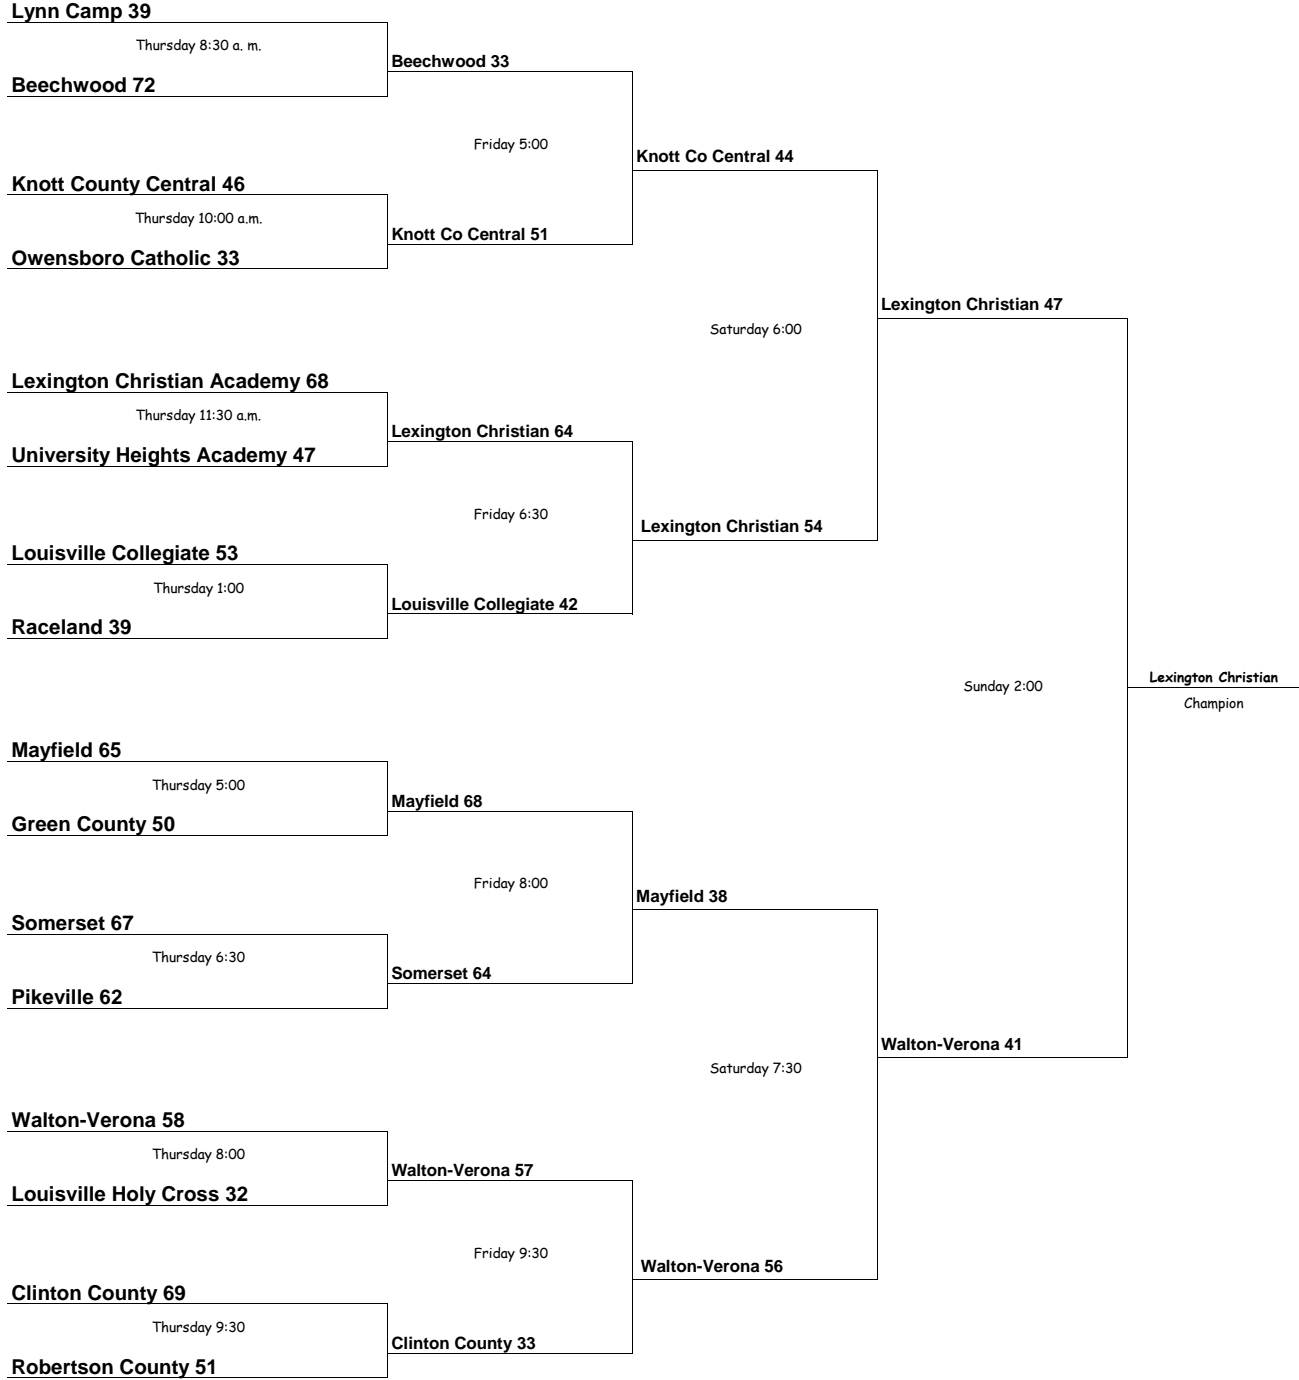 Lynn Camp 39
Thursday 8:30 a. m.
Beechwood 33
Beechwood 72
Friday 5:00
Knott Co Central 44
Knott County Central 46
Thursday 10:00 a.m.
Knott Co Central 51
Owensboro Catholic 33
Lexington Christian 47
Saturday 6:00
Lexington Christian Academy 68
Thursday 11:30 a.m.
Lexington Christian 64
University Heights Academy 47
Friday 6:30
Lexington Christian 54
Louisville Collegiate 53
Thursday 1:00
Louisville Collegiate 42
Raceland 39
Lexington Christian
Sunday 2:00
Champion
Mayfield 65
Thursday 5:00
Mayfield 68
Green County 50
Friday 8:00
Mayfield 38
Somerset 67
Thursday 6:30
Somerset 64
Pikeville 62
Walton-Verona 41
Saturday 7:30
Walton-Verona 58
Thursday 8:00
Walton-Verona 57
Louisville Holy Cross 32
Friday 9:30
Walton-Verona 56
Clinton County 69
Thursday 9:30
Clinton County 33
Robertson County 51